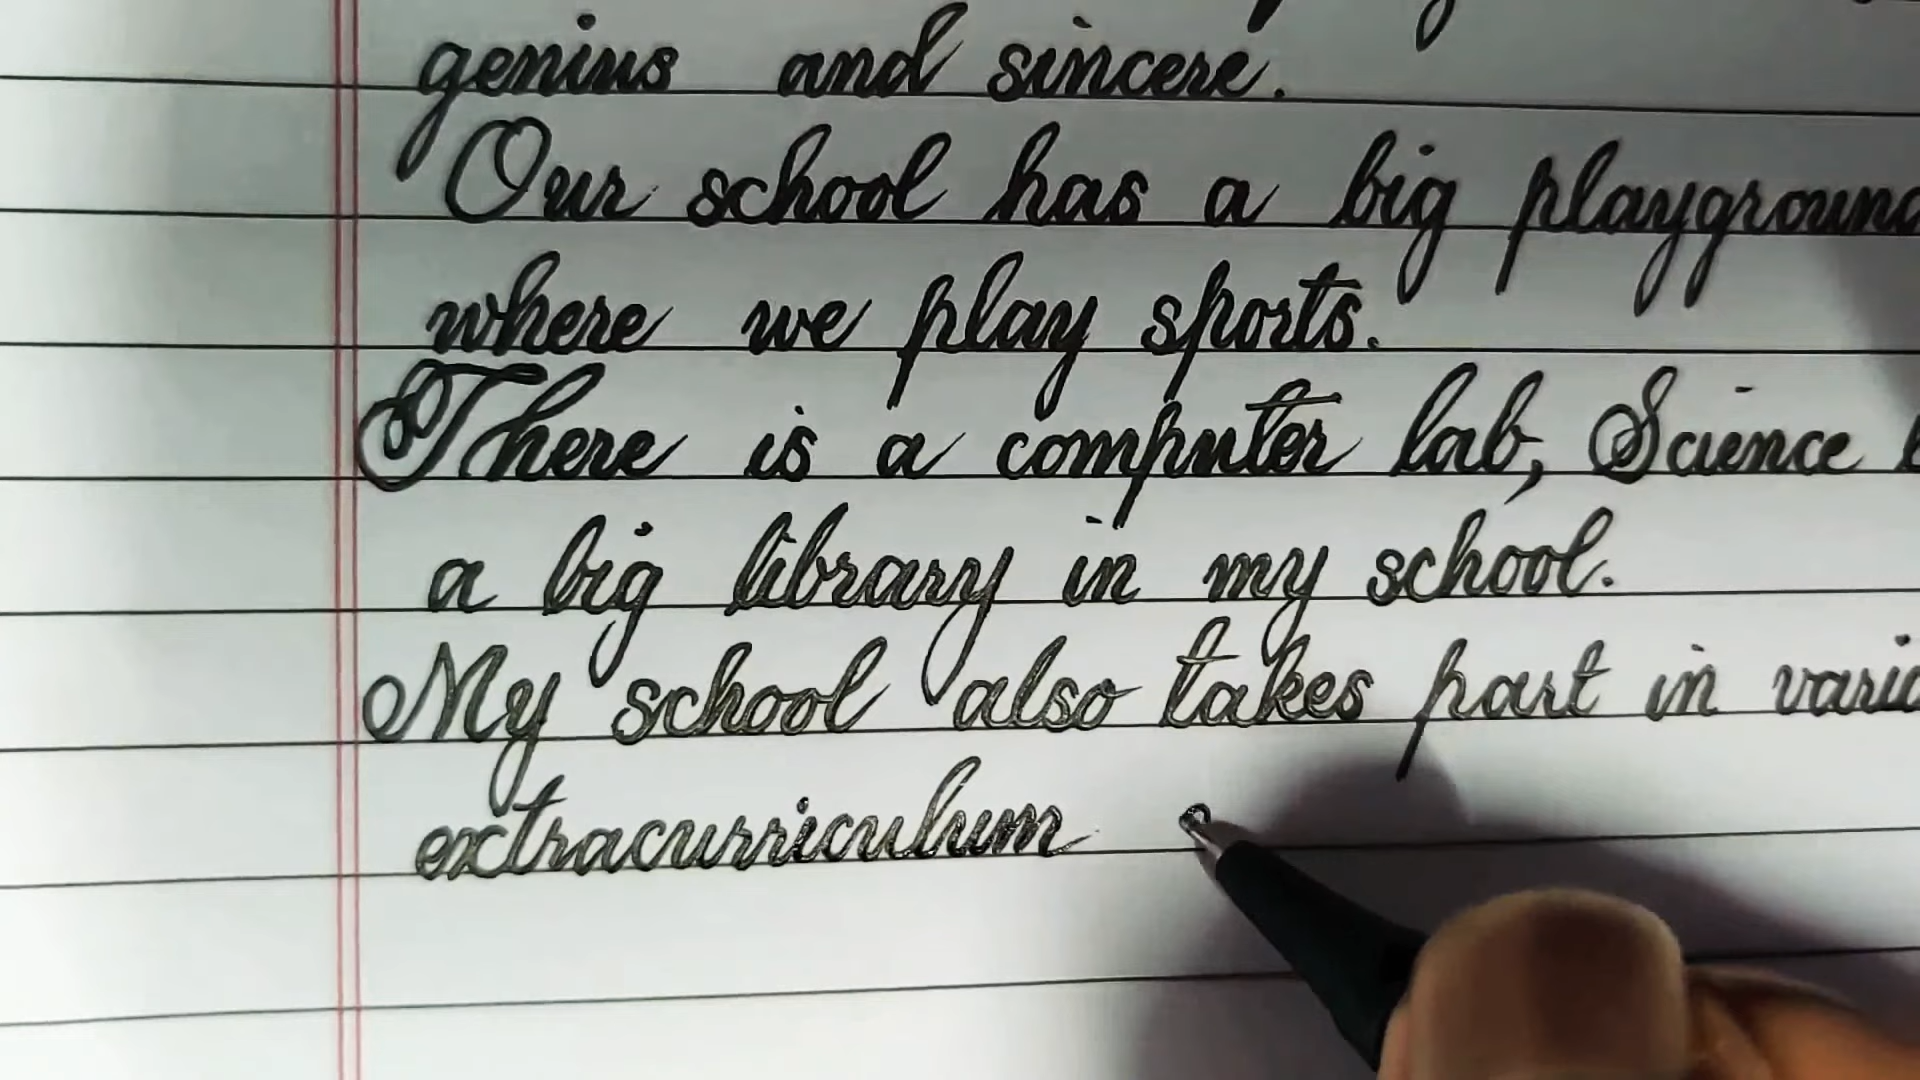 genius and sincere.
Our school has a big playground
where we play sports.
There is a computer lab, Science
a big library in my school.
My school also takes part in
extracurriculum